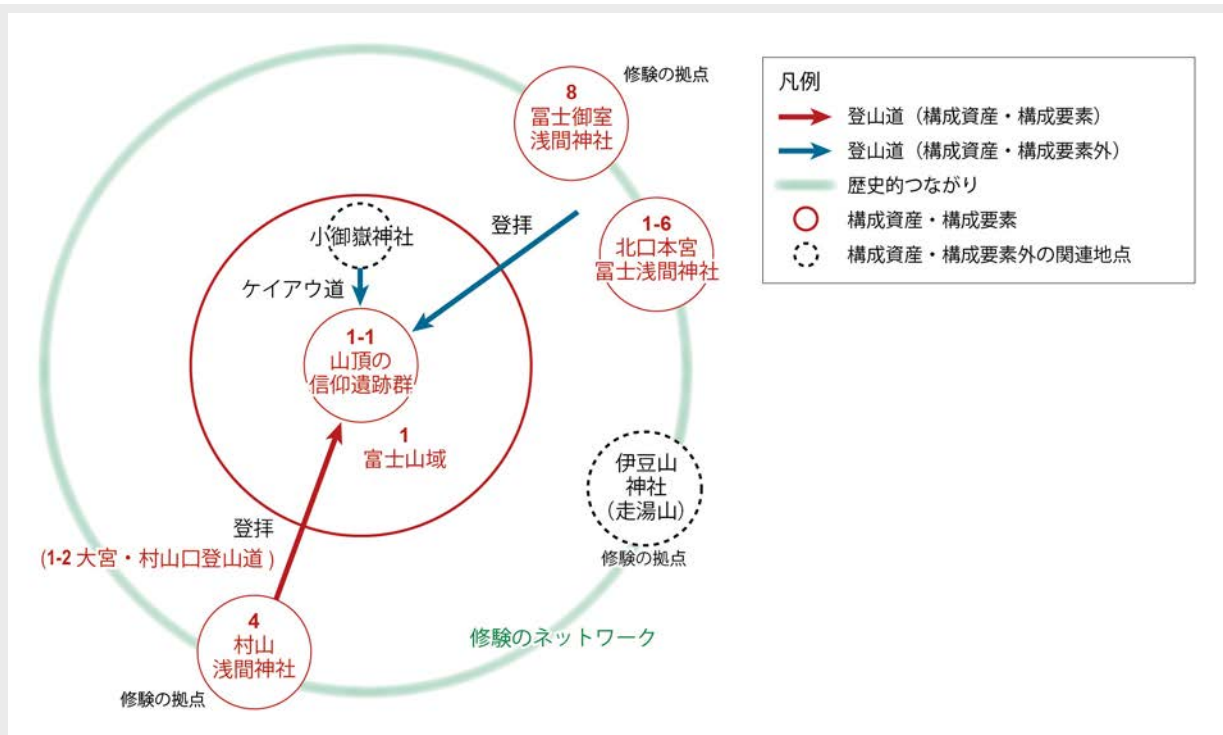 修験の拠点
8
冨士御室
浅間神社
1-6
北口本宮
冨士浅間神社
登拝
小御嶽神社
ケイアウ道
1-1
山頂の
信仰遺跡群
1
富士山域
伊豆山
神社
(走湯山)
修験の拠点
登拝
(1-2 大宮・村山口登山道)
4
村山
浅間神社
修験の拠点
修験のネットワーク
凡例
登山道（構成資産・構成要素）
登山道（構成資産・構成要素外）
歴史的つながり
構成資産・構成要素
構成資産・構成要素外の関連地点